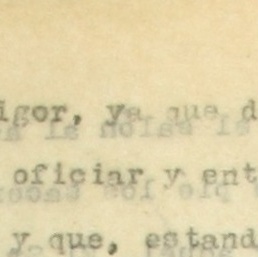 igor, ya que d
oficiar y ent
y que, estand